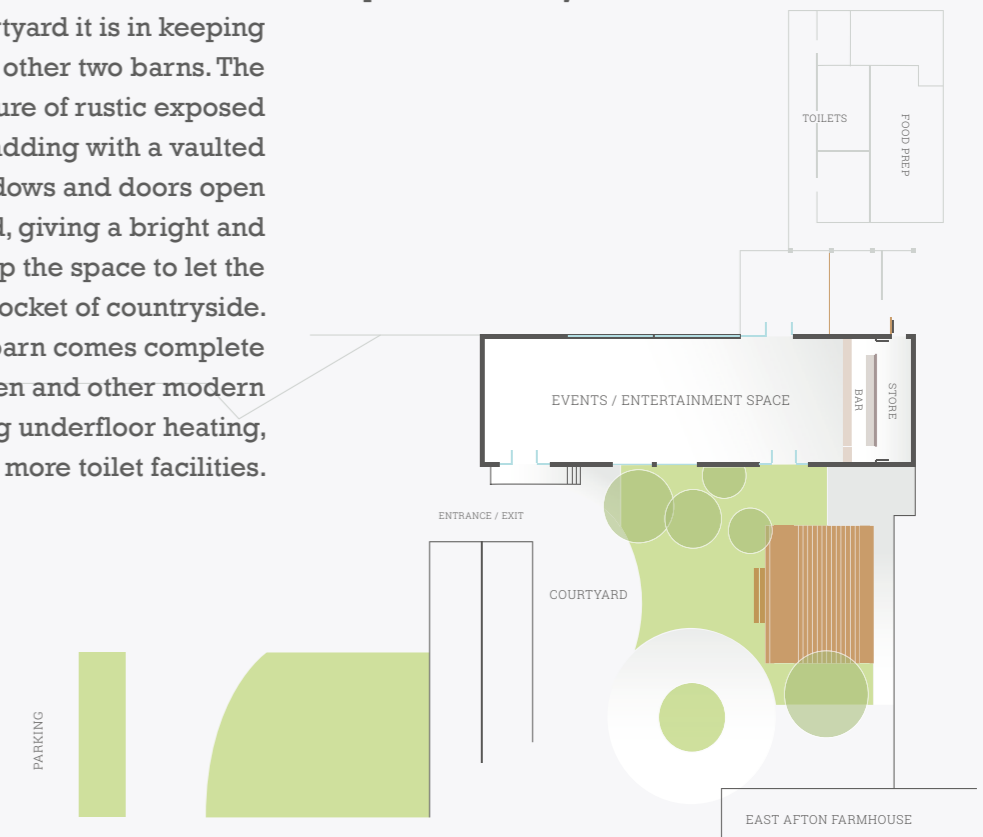 tyard it is in keeping
other two barns. The
ure of rustic exposed
dding with a vaulted
dows and doors open
, giving a bright and
p the space to let the
ocket of countryside.
barn comes complete
en and other modern
g underfloor heating,
more toilet facilities.
TOILETS
FOOD PREP
EVENTS / ENTERTAINMENT SPACE
BAR
STORE
ENTRANCE / EXIT
COURTYARD
PARKING
EAST AFTON FARMHOUSE